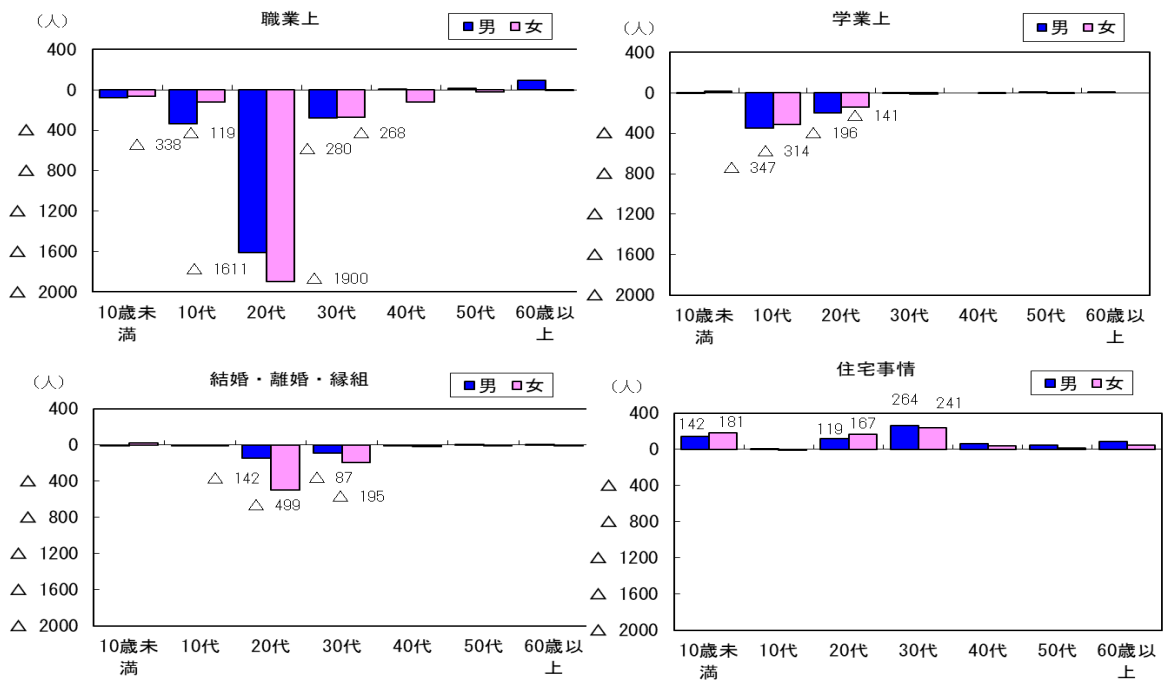 職業上
（人）
男 女
400
0
△ 400
△ 800
△ 1200
△ 1600
△ 2000
△ 338
△ 119
△ 1611
△ 1900
△ 280
△ 268
10歳未満 10代 20代 30代 40代 50代 60歳以上
学業上
（人）
男 女
400
0
△ 400
△ 800
△ 1200
△ 1600
△ 2000
△ 347
△ 314
△ 196
△ 141
10歳未満 10代 20代 30代 40代 50代 60歳以上
結婚・離婚・縁組
（人）
男 女
400
0
△ 400
△ 800
△ 1200
△ 1600
△ 2000
△ 142
△ 499
△ 87
△ 195
10歳未満 10代 20代 30代 40代 50代 60歳以上
住宅事情
（人）
男 女
400
0
△ 400
△ 800
△ 1200
△ 1600
△ 2000
142 181
119 167
264 241
10歳未満 10代 20代 30代 40代 50代 60歳以上